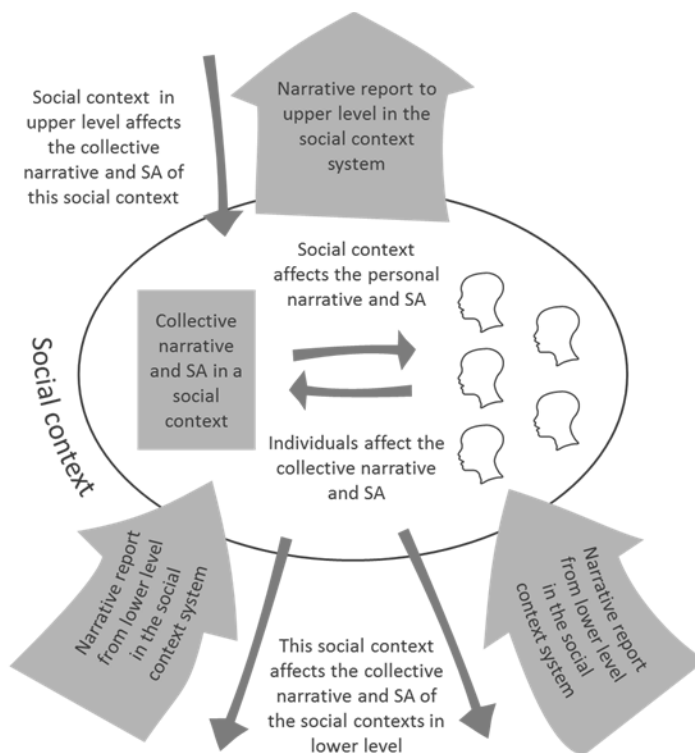 Social context in
upper level affects
the collective
narrative and SA of
this social context
Narrative report to
upper level in the
social context
system
Social context
affects the personal
narrative and SA
Collective
narrative
and SA in a
social
context
Individuals affect the
collective narrative
and SA
Social context
Narrative report
from lower level
in the social
context system
This social context
affects the collective
narrative and SA of
the social contexts in
lower level
Narrative report
from lower level
in the social
context system